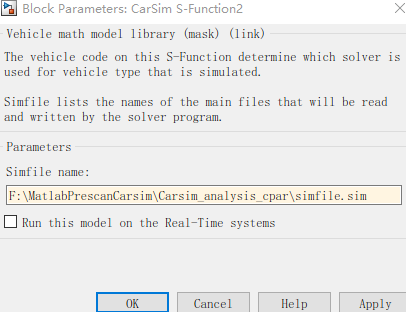 Block Parameters: CarSim S-Function2
Vehicle math model library (mask) (link)
The vehicle code on this S-Function determine which solver is
used for vehicle type that is simulated.
Simfile lists the names of the main files that will be read
and written by the solver program.
Parameters
Simfile name:
F:\MatlabPrescanCarsim\Carsim_analysis_cpar\simfile.sim
Run this model on the Real-Time systems
OK Cancel Help Apply